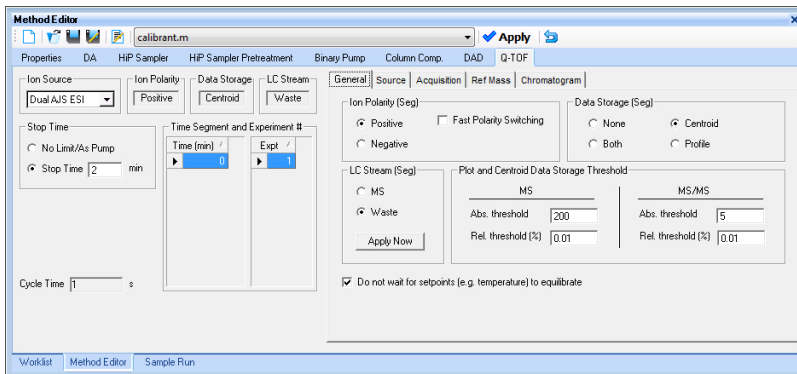 Method Editor x
calibrant.m Apply
Properties DA HiP Sampler HiP Sampler Pretreatment Binary Pump Column Comp. DAD Q-TOF
Ion Source Ion Polarity Data Storage LC Stream
Dual AJS ESI Positive Centroid Waste
Stop Time
No Limit/As Pump
Stop Time 2 min
Time Segment and Experiment #
Time (min) Expt
0 1
Cycle Time 1 s
General Source Acquisition Ref Mass Chromatogram
Ion Polarity (Seg)
Positive Fast Polarity Switching
Negative
Data Storage (Seg)
None Centroid
Both Profile
LC Stream (Seg)
MS
Waste
Apply Now
Plot and Centroid Data Storage Threshold
MS MS/MS
Abs. threshold 200 Abs. threshold 5
Rel. threshold (%) 0.01 Rel. threshold (%) 0.01
Do not wait for setpoints (e.g. temperature) to equilibrate
Worklist Method Editor Sample Run